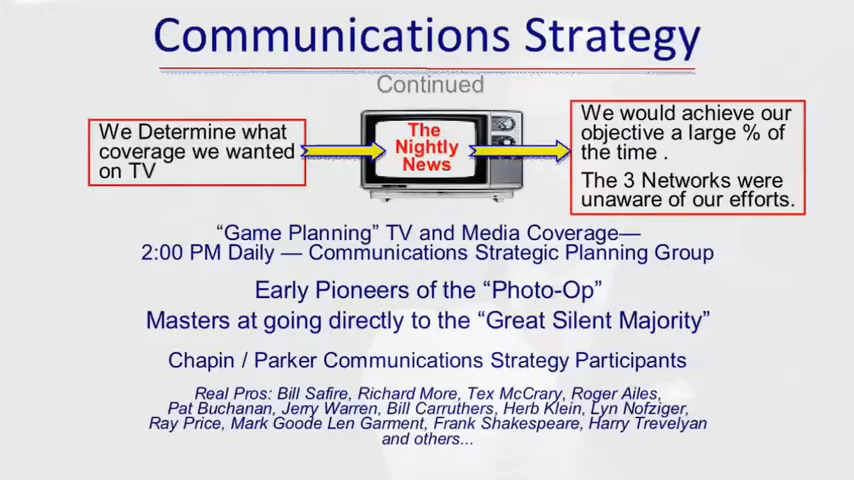 Communications Strategy
Continued
We Determine what
coverage we wanted
on TV
The
Nightly
News
We would achieve our
objective a large % of
the time .
The 3 Networks were
unaware of our efforts.
“Game Planning” TV and Media Coverage—
2:00 PM Daily — Communications Strategic Planning Group
Early Pioneers of the “Photo-Op”
Masters at going directly to the “Great Silent Majority”
Chapin / Parker Communications Strategy Participants
Real Pros: Bill Safire, Richard More, Tex McCrary, Roger Ailes,
Pat Buchanan, Jerry Warren, Bill Carruthers, Herb Klein, Lyn Nofziger,
Ray Price, Mark Goode Len Garment, Frank Shakespeare, Harry Trevelyan
and others...